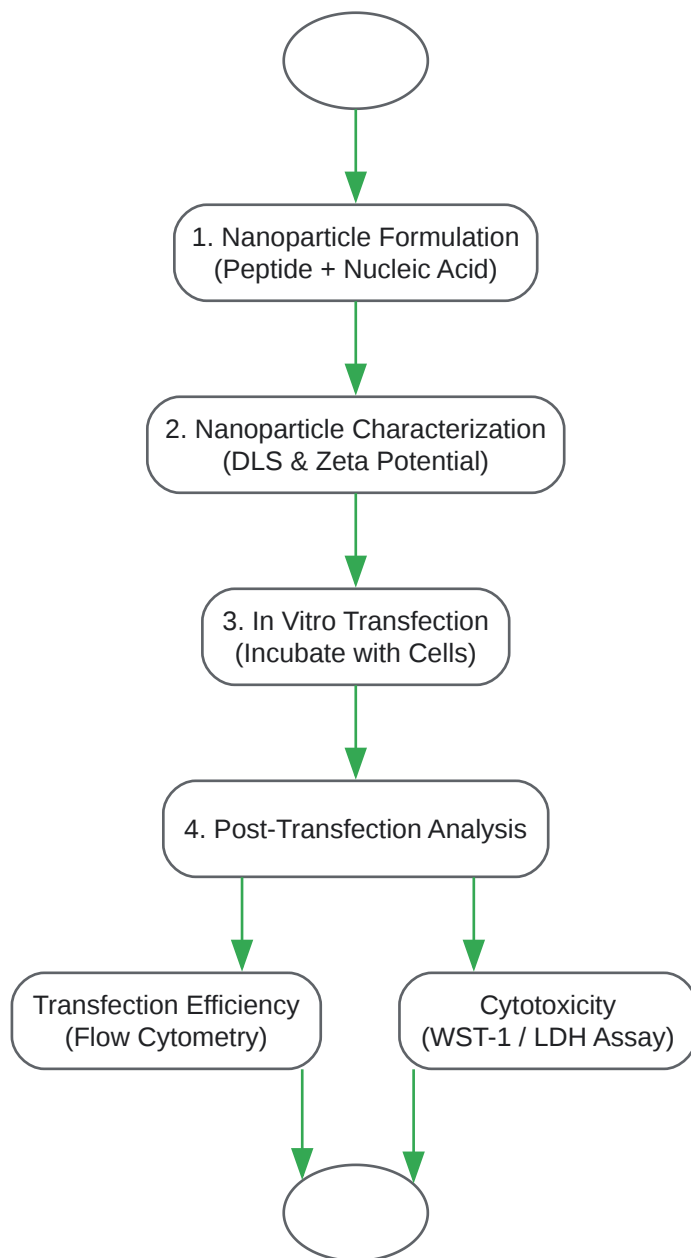 1. Nanoparticle Formulation
(Peptide + Nucleic Acid)
2. Nanoparticle Characterization
(DLS & Zeta Potential)
3. In Vitro Transfection
(Incubate with Cells)
4. Post-Transfection Analysis
Transfection Efficiency
(Flow Cytometry)
Cytotoxicity
(WST-1 / LDH Assay)